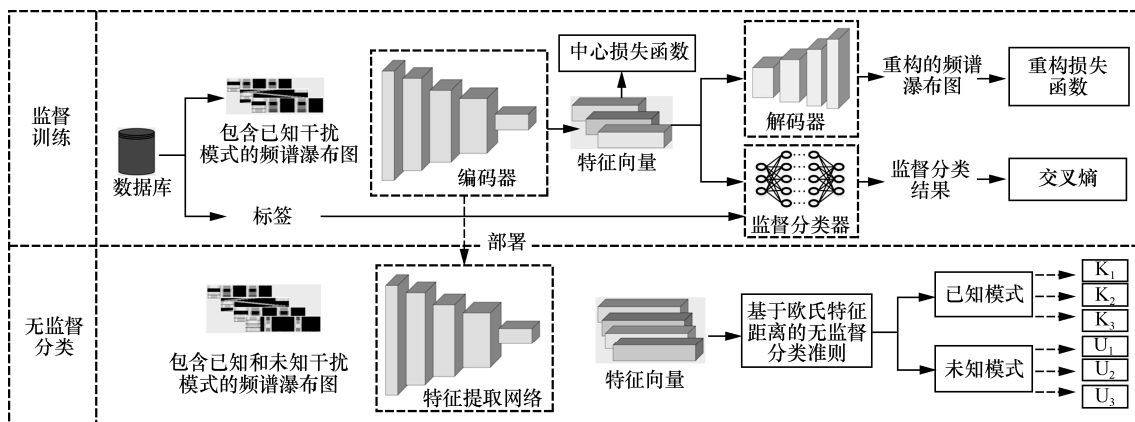 监督
训练
数据库
包含已知干扰
模式的频谱瀑布图
标签
编码器
中心损失函数
特征向量
解码器
重构的频谱
瀑布图
重构损失
函数
监督分类器
监督分类
结果
交叉熵
部署
无监督
分类
包含已知和未知干扰
模式的频谱瀑布图
特征提取网络
特征向量
基于欧氏特征
距离的无监督
分类准则
已知模式
K₁
K₂
K₃
未知模式
U₁
U₂
U₃